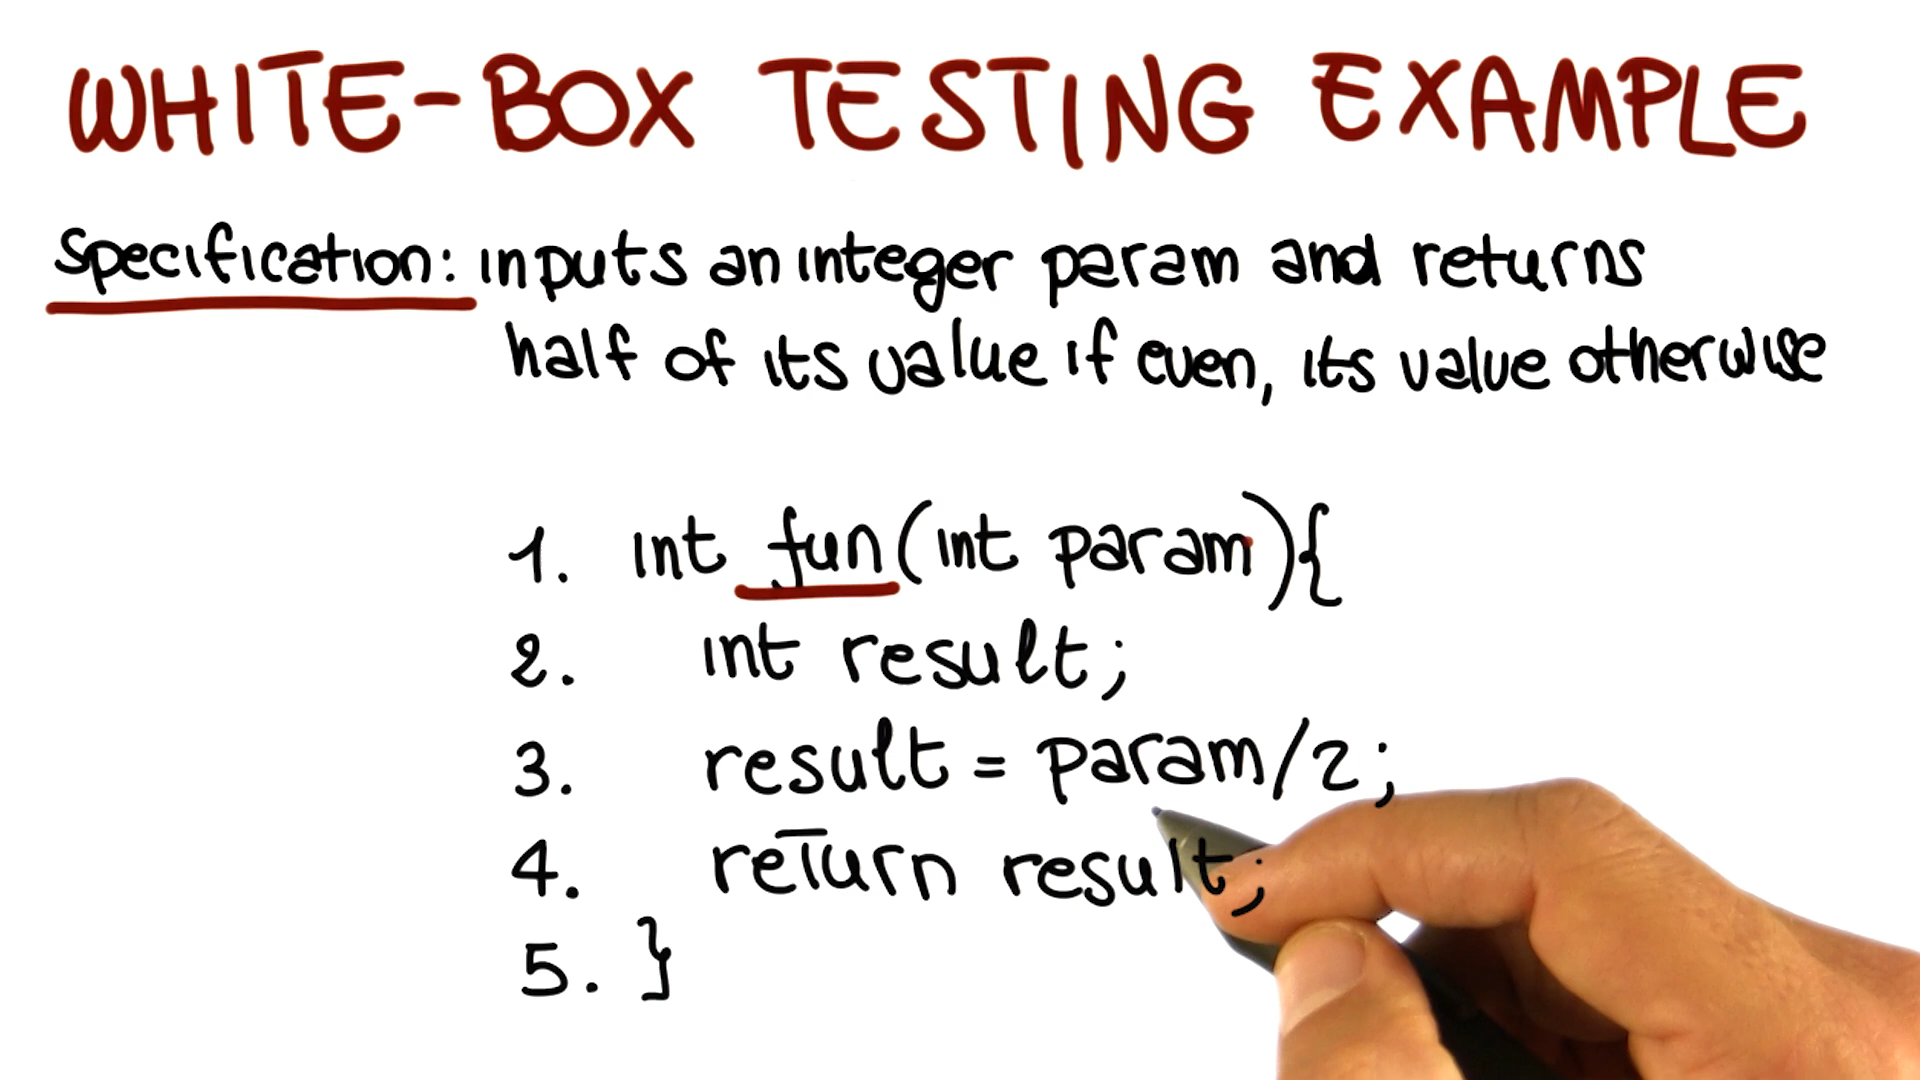 WHITE-BOX TESTING EXAMPLE
Specification: inputs an integer param and returns
half of its value if even, its value otherwise
1. int fun(int param){
2. int result;
3. result = param/2;
4. return result;
5. }